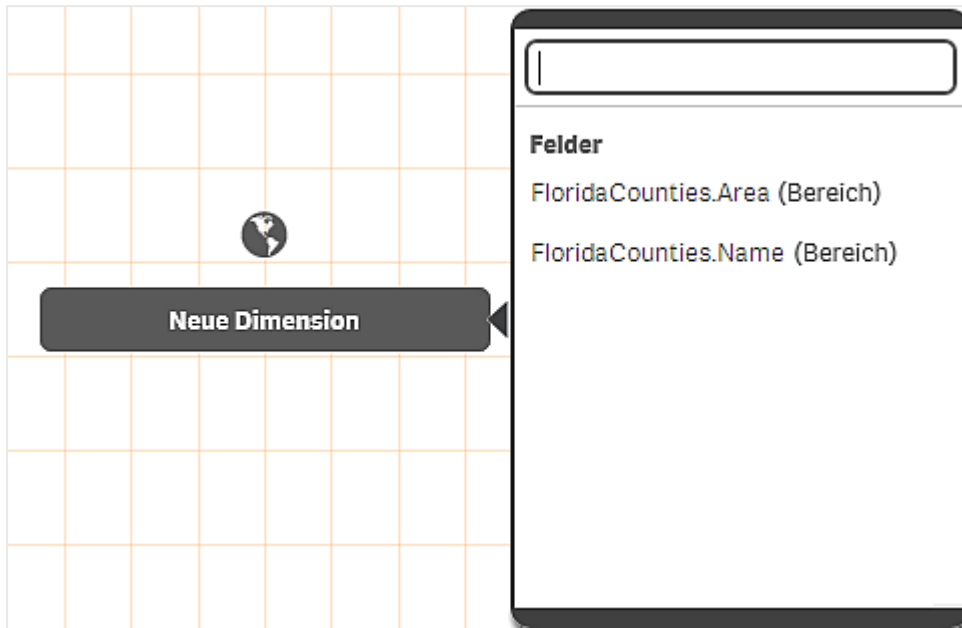 Felder
FloridaCounties.Area (Bereich)
FloridaCounties.Name (Bereich)
Neue Dimension